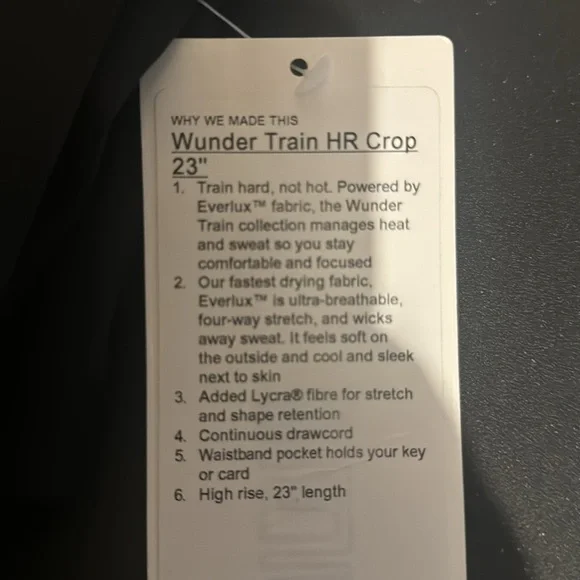 WHY WE MADE THIS
Wunder Train HR Crop
23"
1. Train hard, not hot. Powered by
Everlux™ fabric, the Wunder
Train collection manages heat
and sweat so you stay
comfortable and focused
2. Our fastest drying fabric,
Everlux™ is ultra-breathable,
four-way stretch, and wicks
away sweat. It feels soft on
the outside and cool and sleek
next to skin
3. Added Lycra® fibre for stretch
and shape retention
4. Continuous drawcord
5. Waistband pocket holds your key
or card
6. High rise, 23" length